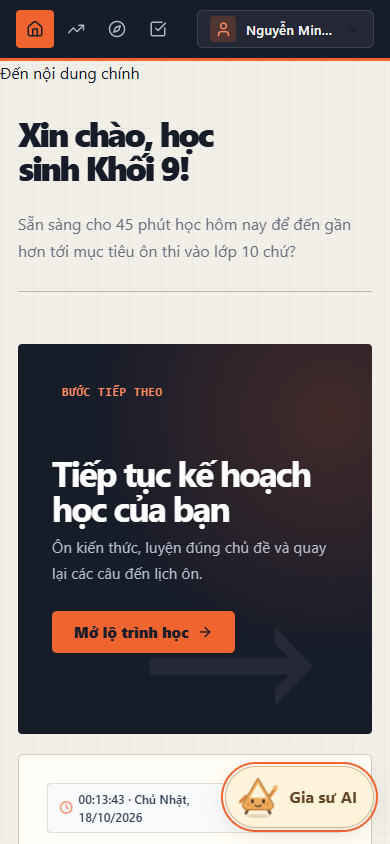 Nguyễn Min...
Đến nội dung chính
Xin chào, học
sinh Khối 9!
Sẵn sàng cho 45 phút học hôm nay để đến gần
hơn tới mục tiêu ôn thi vào lớp 10 chứ?
BƯỚC TIẾP THEO
Tiếp tục kế hoạch
học của bạn
Ôn kiến thức, luyện đúng chủ đề và quay
lại các câu đến lịch ôn.
Mở lộ trình học →
00:13:43 · Chủ Nhật,
18/10/2026
Gia sư AI